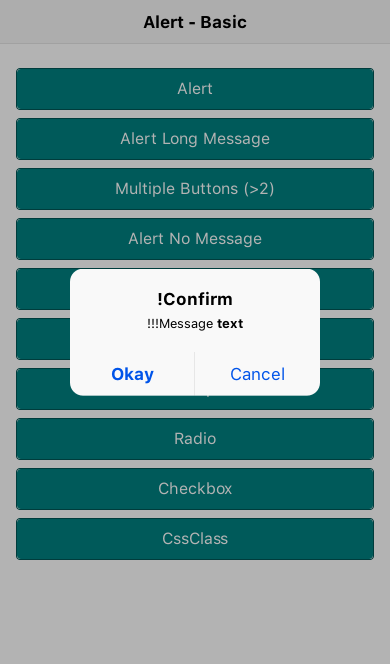 Alert - Basic
Alert
Alert Long Message
Multiple Buttons (>2)
Alert No Message
!Confirm
!!!Message text
Okay Cancel
Radio
Checkbox
CssClass